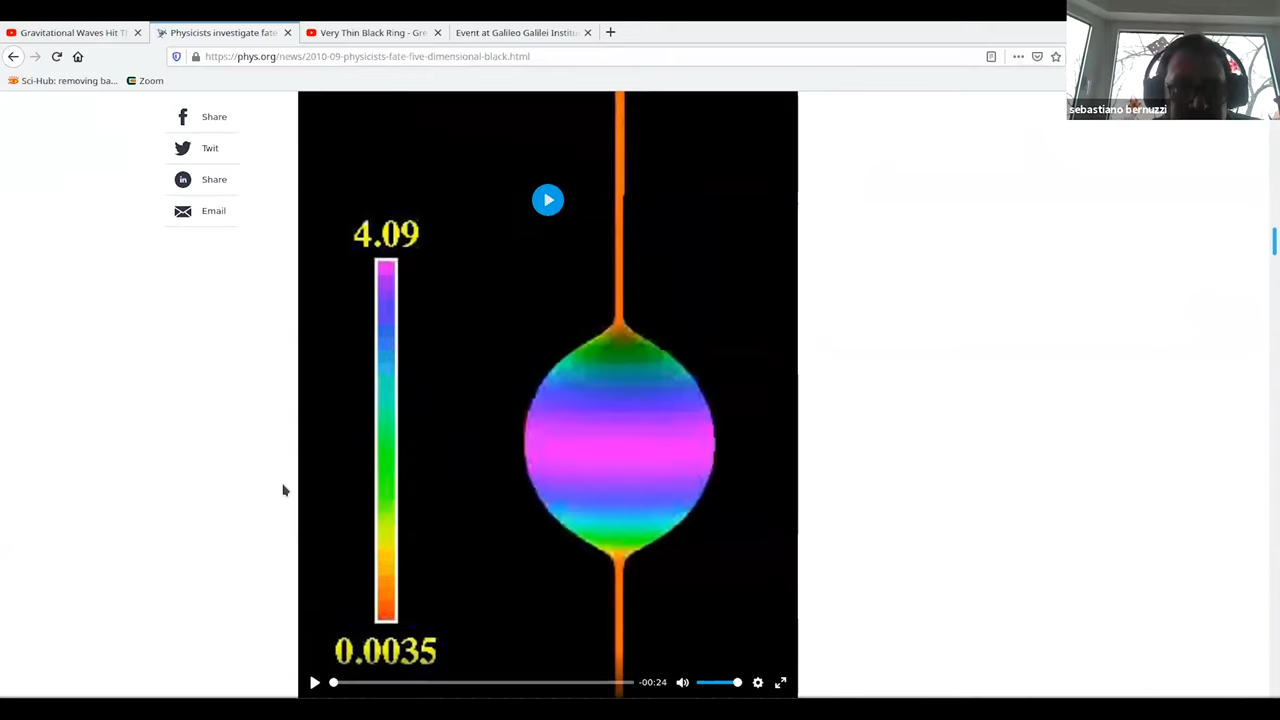 Gravitational Waves Hit T
Physicists investigate fate
Very Thin Black Ring - Gre
Event at Galileo Galilei Institu
https://phys.org/news/2010-09-physicists-fate-five-dimensional-black.html
Sci-Hub: removing ba...
Zoom
sebastiano bernuzzi
Share
Twit
Share
Email
4.09
0.0035
-00:24